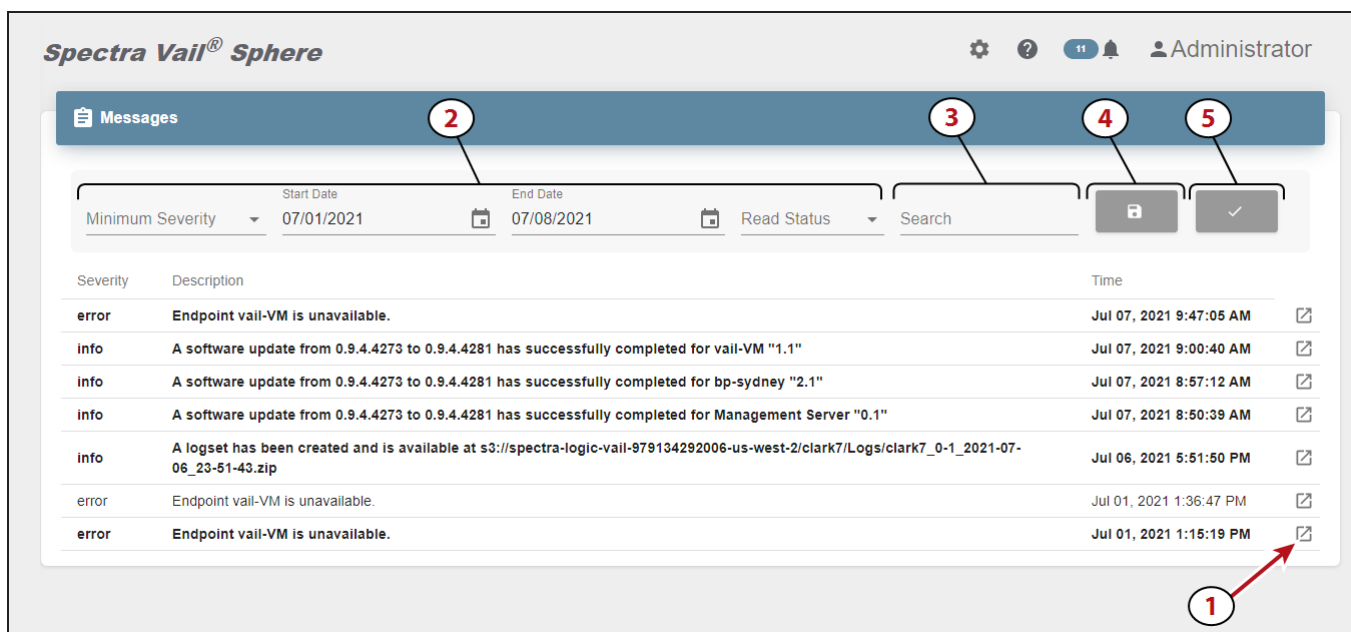 Spectra Vail® Sphere
11
Administrator
Messages
2
3
4
5
Start Date
End Date
Minimum Severity
07/01/2021
07/08/2021
Read Status
Search
Severity Description Time
error Endpoint vail-VM is unavailable. Jul 07, 2021 9:47:05 AM
info A software update from 0.9.4.4273 to 0.9.4.4281 has successfully completed for vail-VM "1.1" Jul 07, 2021 9:00:40 AM
info A software update from 0.9.4.4273 to 0.9.4.4281 has successfully completed for bp-sydney "2.1" Jul 07, 2021 8:57:12 AM
info A software update from 0.9.4.4273 to 0.9.4.4281 has successfully completed for Management Server "0.1" Jul 07, 2021 8:50:39 AM
info A logset has been created and is available at s3://spectra-logic-vail-979134292006-us-west-2/clark7/Logs/clark7_0-1_2021-07-
06_23-51-43.zip Jul 06, 2021 5:51:50 PM
error Endpoint vail-VM is unavailable. Jul 01, 2021 1:36:47 PM
error Endpoint vail-VM is unavailable. Jul 01, 2021 1:15:19 PM
1